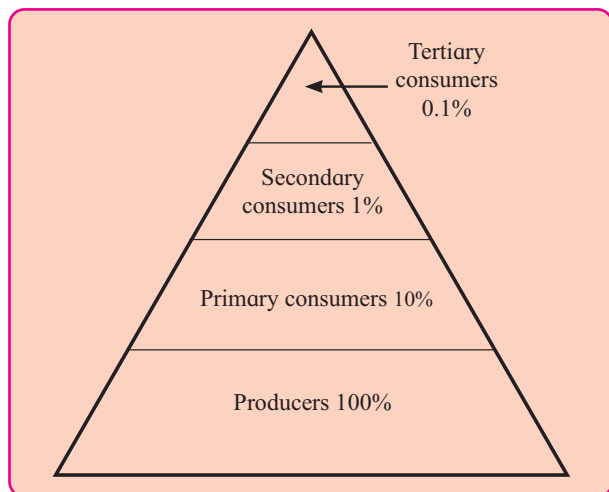 Tertiary
consumers
0.1%
Secondary
consumers 1%
Primary consumers 10%
Producers 100%